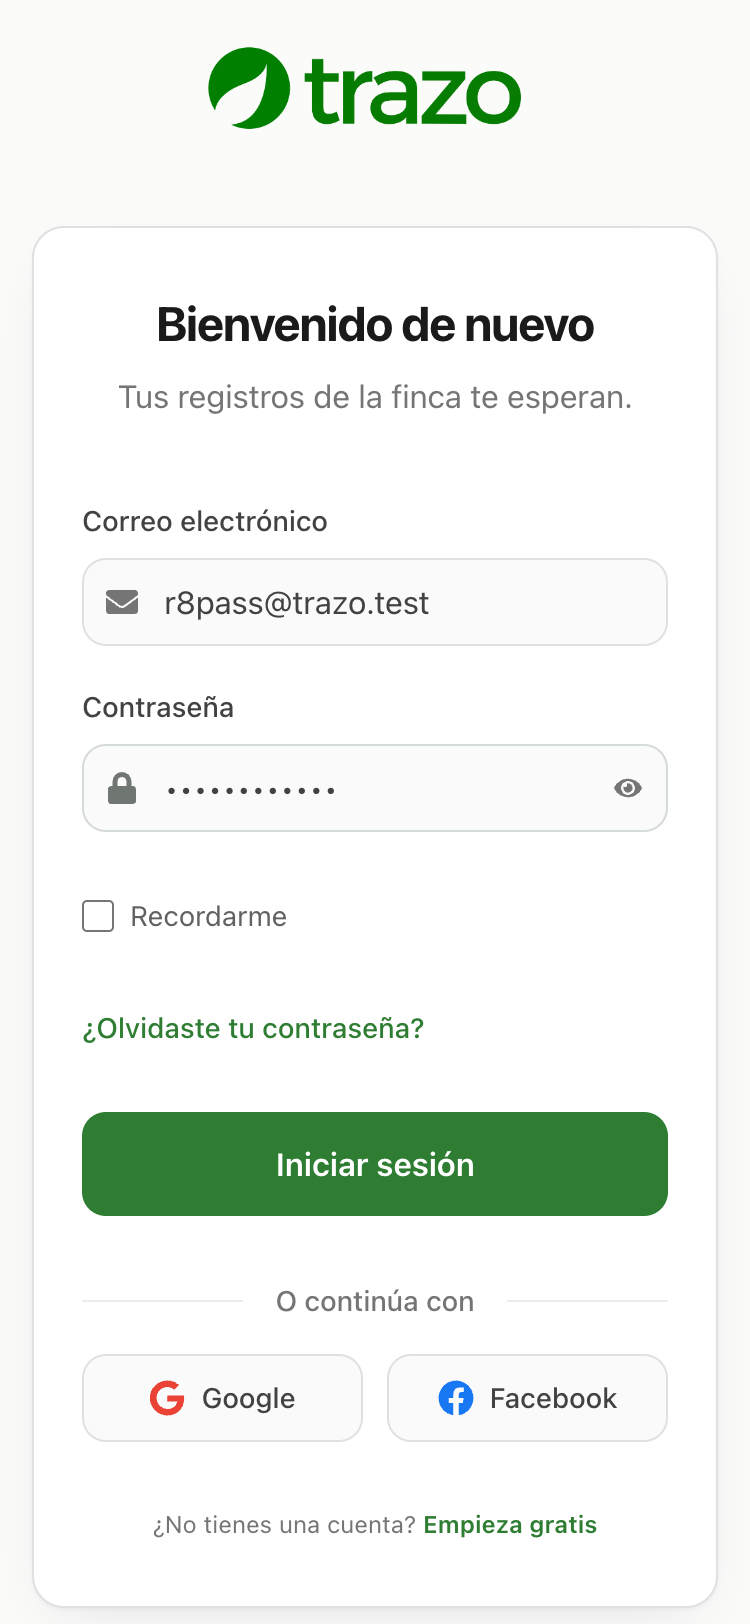 trazo
Bienvenido de nuevo
Tus registros de la finca te esperan.
Correo electrónico
r8pass@trazo.test
Contraseña
••••••••••••
Recordarme
¿Olvidaste tu contraseña?
Iniciar sesión
O continúa con
Google
Facebook
¿No tienes una cuenta? Empieza gratis